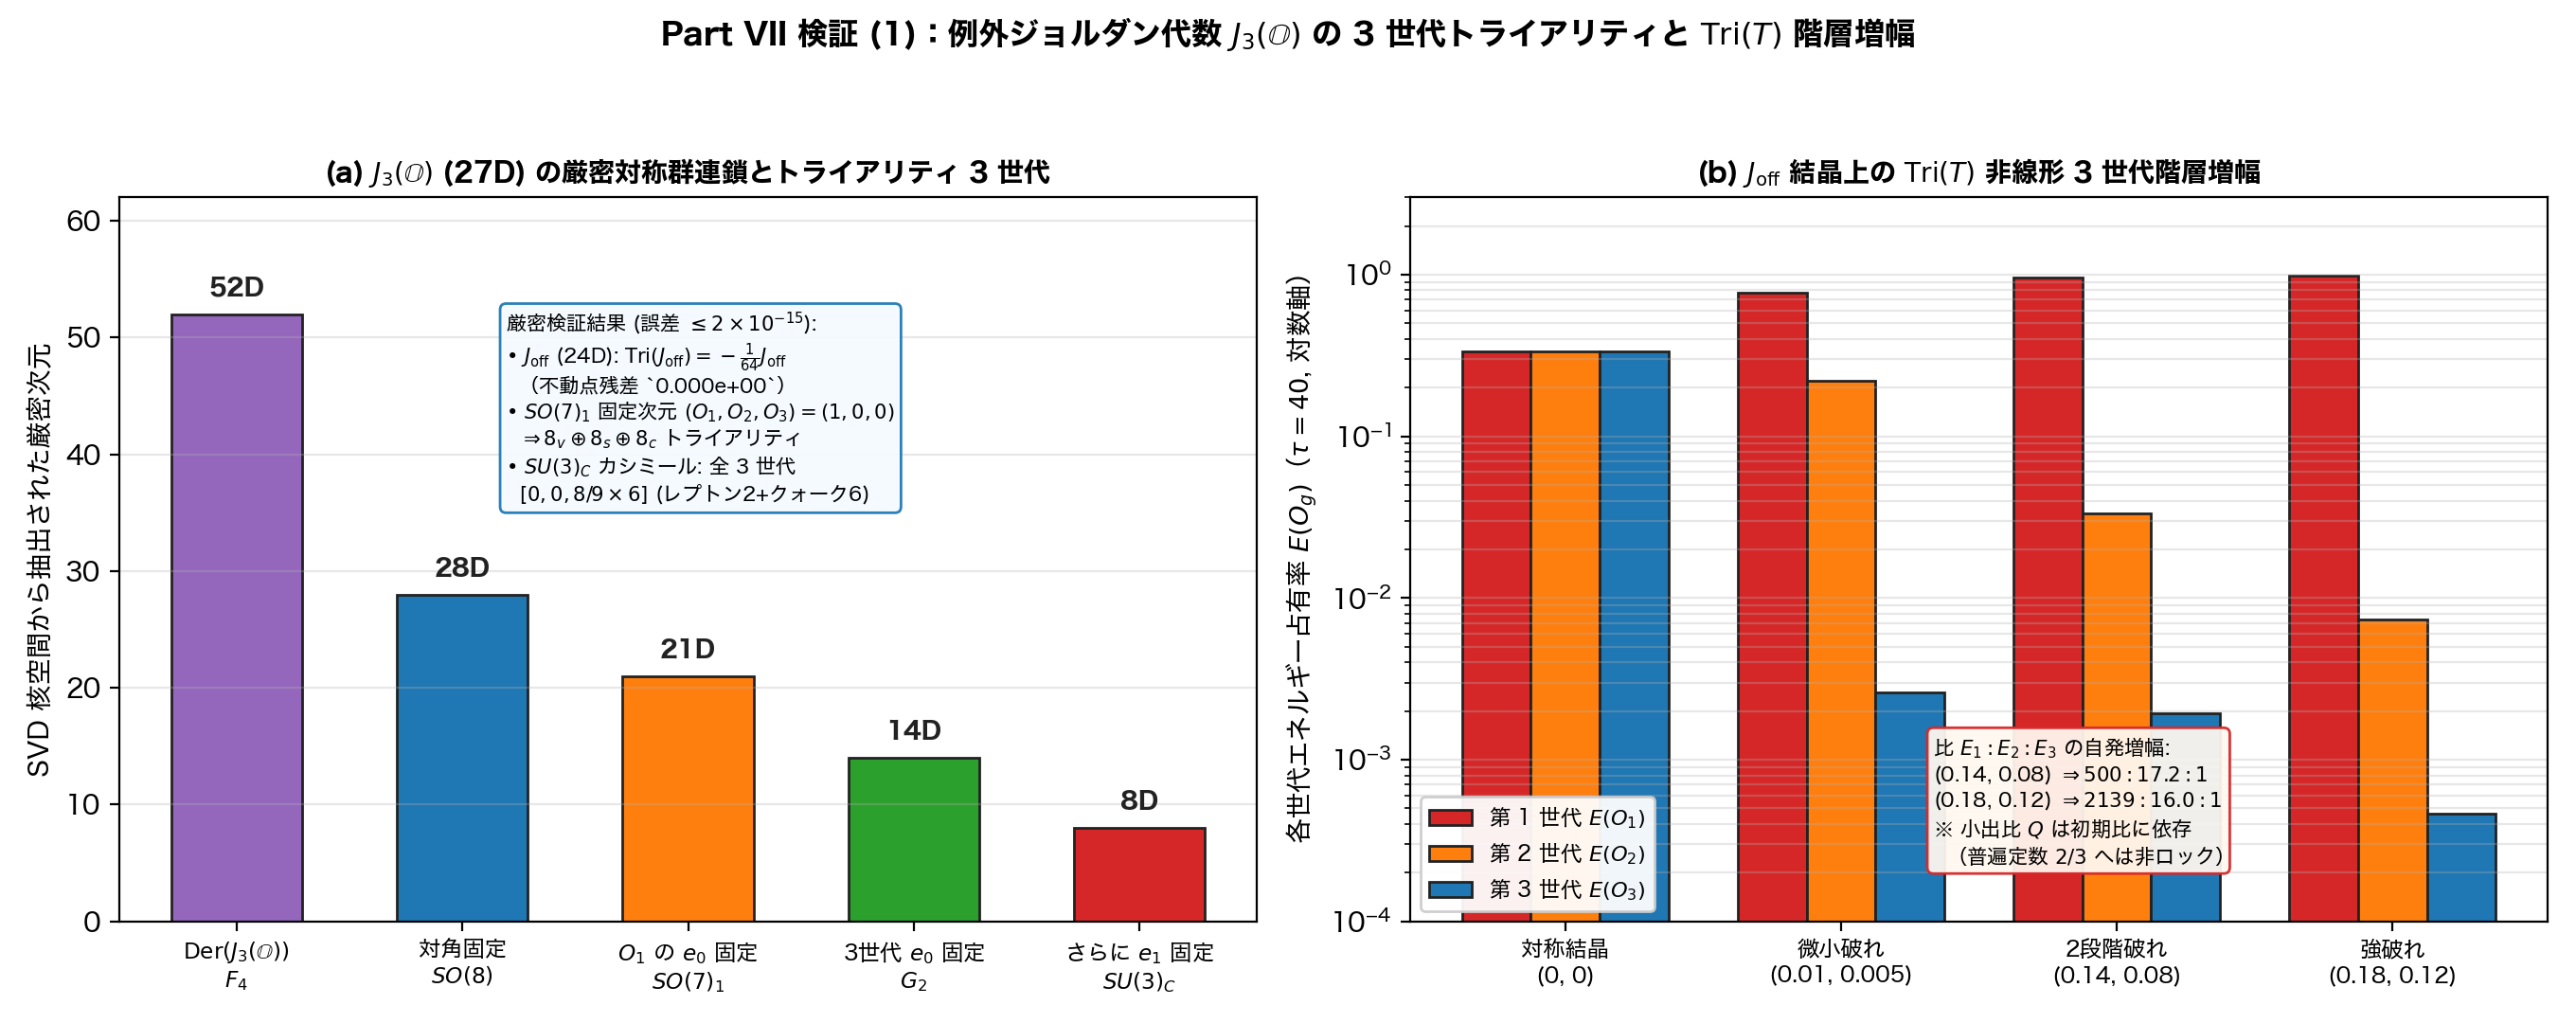 Part VII 検証 (1)：例外ジョルダン代数 J₃(𝕆) の 3 世代トライアリティと Tri(T) 階層増幅
(a) J₃(𝕆) (27D) の厳密対称群連鎖とトライアリティ 3 世代
SVD 核空間から抽出された厳密次元
60
50
40
30
20
10
0
52D
28D
21D
14D
8D
厳密検証結果 (誤差 ≤ 2 × 10⁻¹⁵):
• J_off (24D): Tri(J_off) = − 1/64 J_off
（不動点残差 `0.000e+00`）
• SO(7)₁ 固定次元 (O₁, O₂, O₃) = (1, 0, 0)
⇒ 8_v ⊕ 8_s ⊕ 8_c トライアリティ
• SU(3)_C カシミール: 全 3 世代
[0, 0, 8/9 × 6] (レプトン2+クォーク6)
Der(J₃(𝕆))
F₄
対角固定
SO(8)
O₁ の e₀ 固定
SO(7)₁
3世代 e₀ 固定
G₂
さらに e₁ 固定
SU(3)_C
(b) J_off 結晶上の Tri(T) 非線形 3 世代階層増幅
各世代エネルギー占有率 E(O_g)（τ = 40, 対数軸）
10⁰
10⁻¹
10⁻²
10⁻³
10⁻⁴
第 1 世代 E(O₁)
第 2 世代 E(O₂)
第 3 世代 E(O₃)
比 E₁ : E₂ : E₃ の自発増幅:
(0.14, 0.08) ⇒ 500 : 17.2 : 1
(0.18, 0.12) ⇒ 2139 : 16.0 : 1
※ 小出比 Q は初期比に依存
（普遍定数 2/3 へは非ロック）
対称結晶
(0, 0)
微小破れ
(0.01, 0.005)
2段階破れ
(0.14, 0.08)
強破れ
(0.18, 0.12)